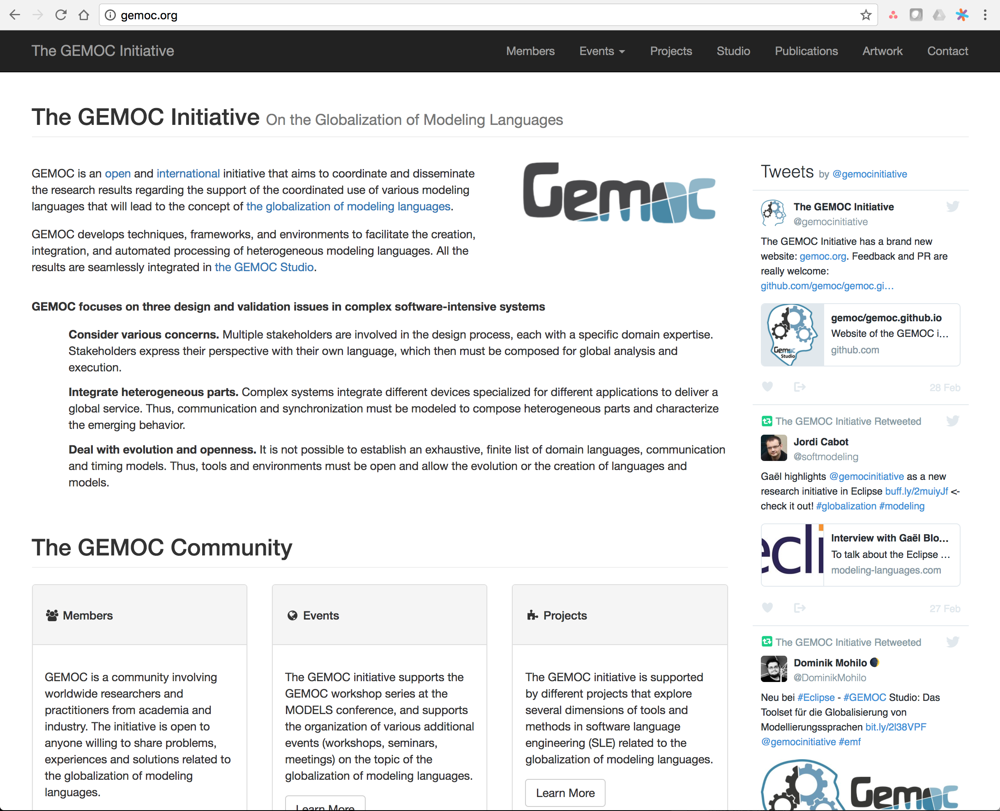 gemoc.org
The GEMOC Initiative
Members Events Projects Studio Publications Artwork Contact
The GEMOC Initiative On the Globalization of Modeling Languages
GEMOC is an open and international initiative that aims to coordinate and disseminate
the research results regarding the support of the coordinated use of various modeling
languages that will lead to the concept of the globalization of modeling languages.
GEMOC develops techniques, frameworks, and environments to facilitate the creation,
integration, and automated processing of heterogeneous modeling languages. All the
results are seamlessly integrated in the GEMOC Studio.
Gemoc
GEMOC focuses on three design and validation issues in complex software-intensive systems
Consider various concerns. Multiple stakeholders are involved in the design process, each with a specific domain expertise.
Stakeholders express their perspective with their own language, which then must be composed for global analysis and
execution.
Integrate heterogeneous parts. Complex systems integrate different devices specialized for different applications to deliver a
global service. Thus, communication and synchronization must be modeled to compose heterogeneous parts and characterize
the emerging behavior.
Deal with evolution and openness. It is not possible to establish an exhaustive, finite list of domain languages, communication
and timing models. Thus, tools and environments must be open and allow the evolution or the creation of languages and
models.
The GEMOC Community
Members
GEMOC is a community involving
worldwide researchers and
practitioners from academia and
industry. The initiative is open to
anyone willing to share problems,
experiences and solutions related to
the globalization of modeling
languages.
Events
The GEMOC initiative supports the
GEMOC workshop series at the
MODELS conference, and supports
the organization of various additional
events (workshops, seminars,
meetings) on the topic of the
globalization of modeling languages.
Learn More
Projects
The GEMOC initiative is supported
by different projects that explore
several dimensions of tools and
methods in software language
engineering (SLE) related to the
globalization of modeling languages.
Learn More
Tweets by @gemocinitiative
The GEMOC Initiative
@gemocinitiative
The GEMOC Initiative has a brand new
website: gemoc.org. Feedback and PR are
really welcome:
github.com/gemoc/gemoc.gi…
Gemoc
Studio
gemoc/gemoc.github.io
Website of the GEMOC i…
github.com
28 Feb
The GEMOC Initiative Retweeted
Jordi Cabot
@softmodeling
Gaël highlights @gemocinitiative as a new
research initiative in Eclipse buff.ly/2muiyJf <-
check it out! #globalization #modeling
ecli
Interview with Gaël Blo…
To talk about the Eclipse …
modeling-languages.com
27 Feb
The GEMOC Initiative Retweeted
Dominik Mohilo
@DominikMohilo
Neu bei #Eclipse - #GEMOC Studio: Das
Toolset für die Globalisierung von
Modellierungssprachen bit.ly/2l38VPF
@gemocinitiative #emf
Gemoc